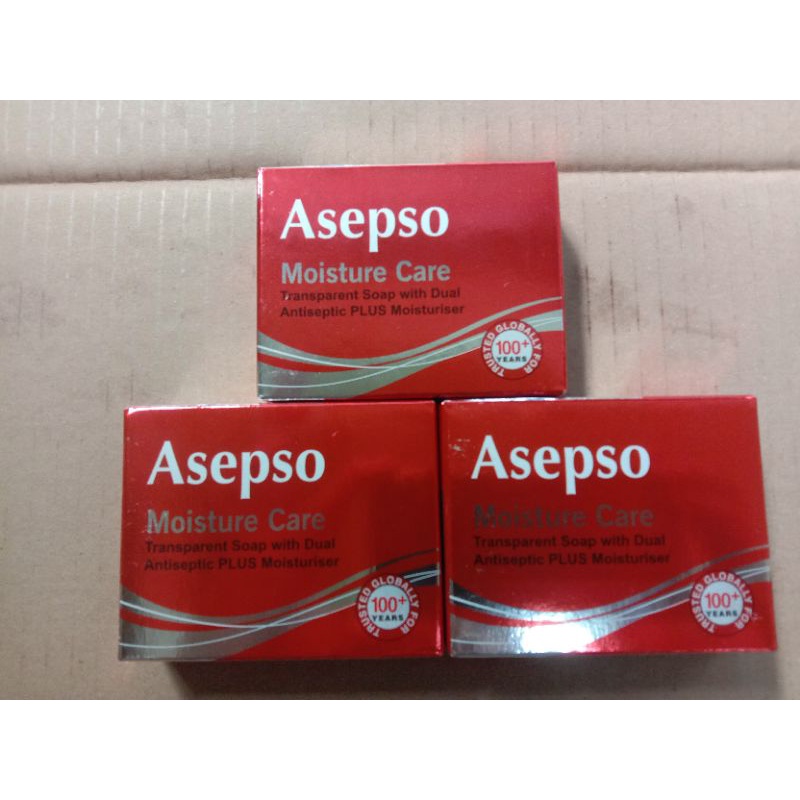 Asepso
Moisture Care
Transparent Soap with Dual
Antiseptic PLUS Moisturiser
TRUSTED GLOBALLY FOR
100+
YEARS
Asepso
Moisture Care
Transparent Soap with Dual
Antiseptic PLUS Moisturiser
TRUSTED GLOBALLY FOR
100+
YEARS
Asepso
Moisture Care
Transparent Soap with Dual
Antiseptic PLUS Moisturiser
TRUSTED GLOBALLY FOR
100+
YEARS